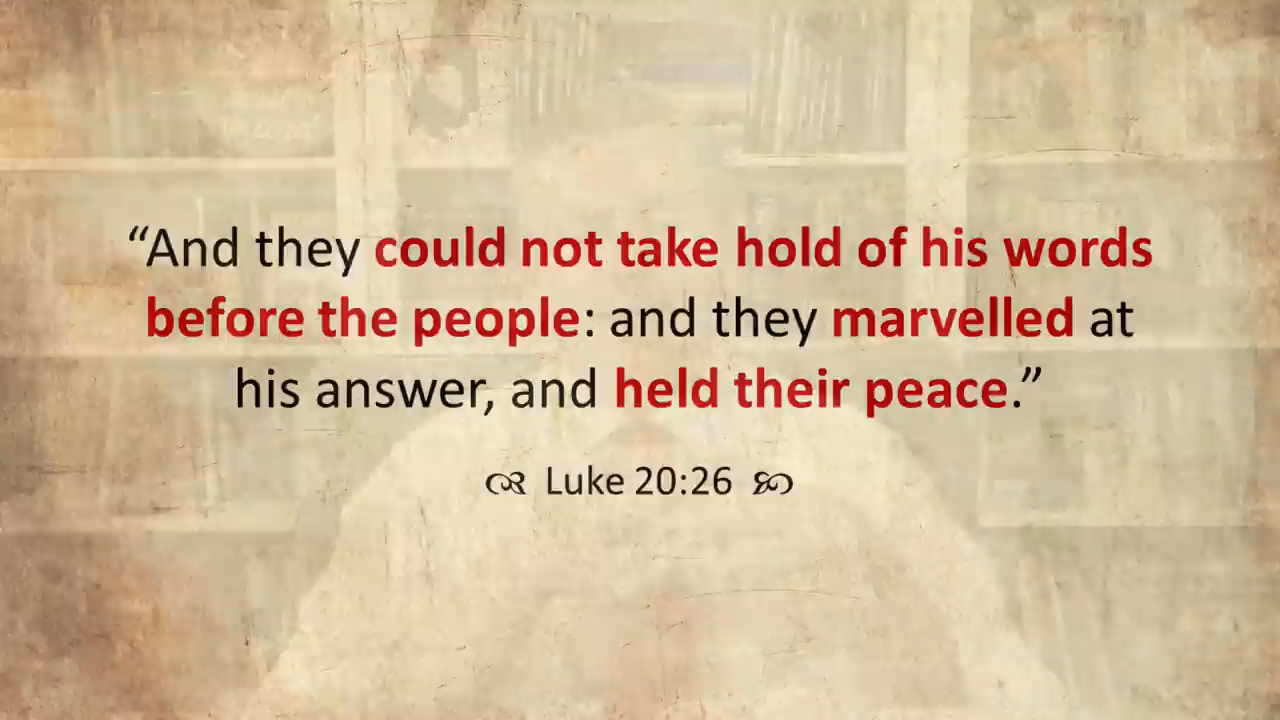 “And they could not take hold of his words
before the people: and they marvelled at
his answer, and held their peace.”
Luke 20:26